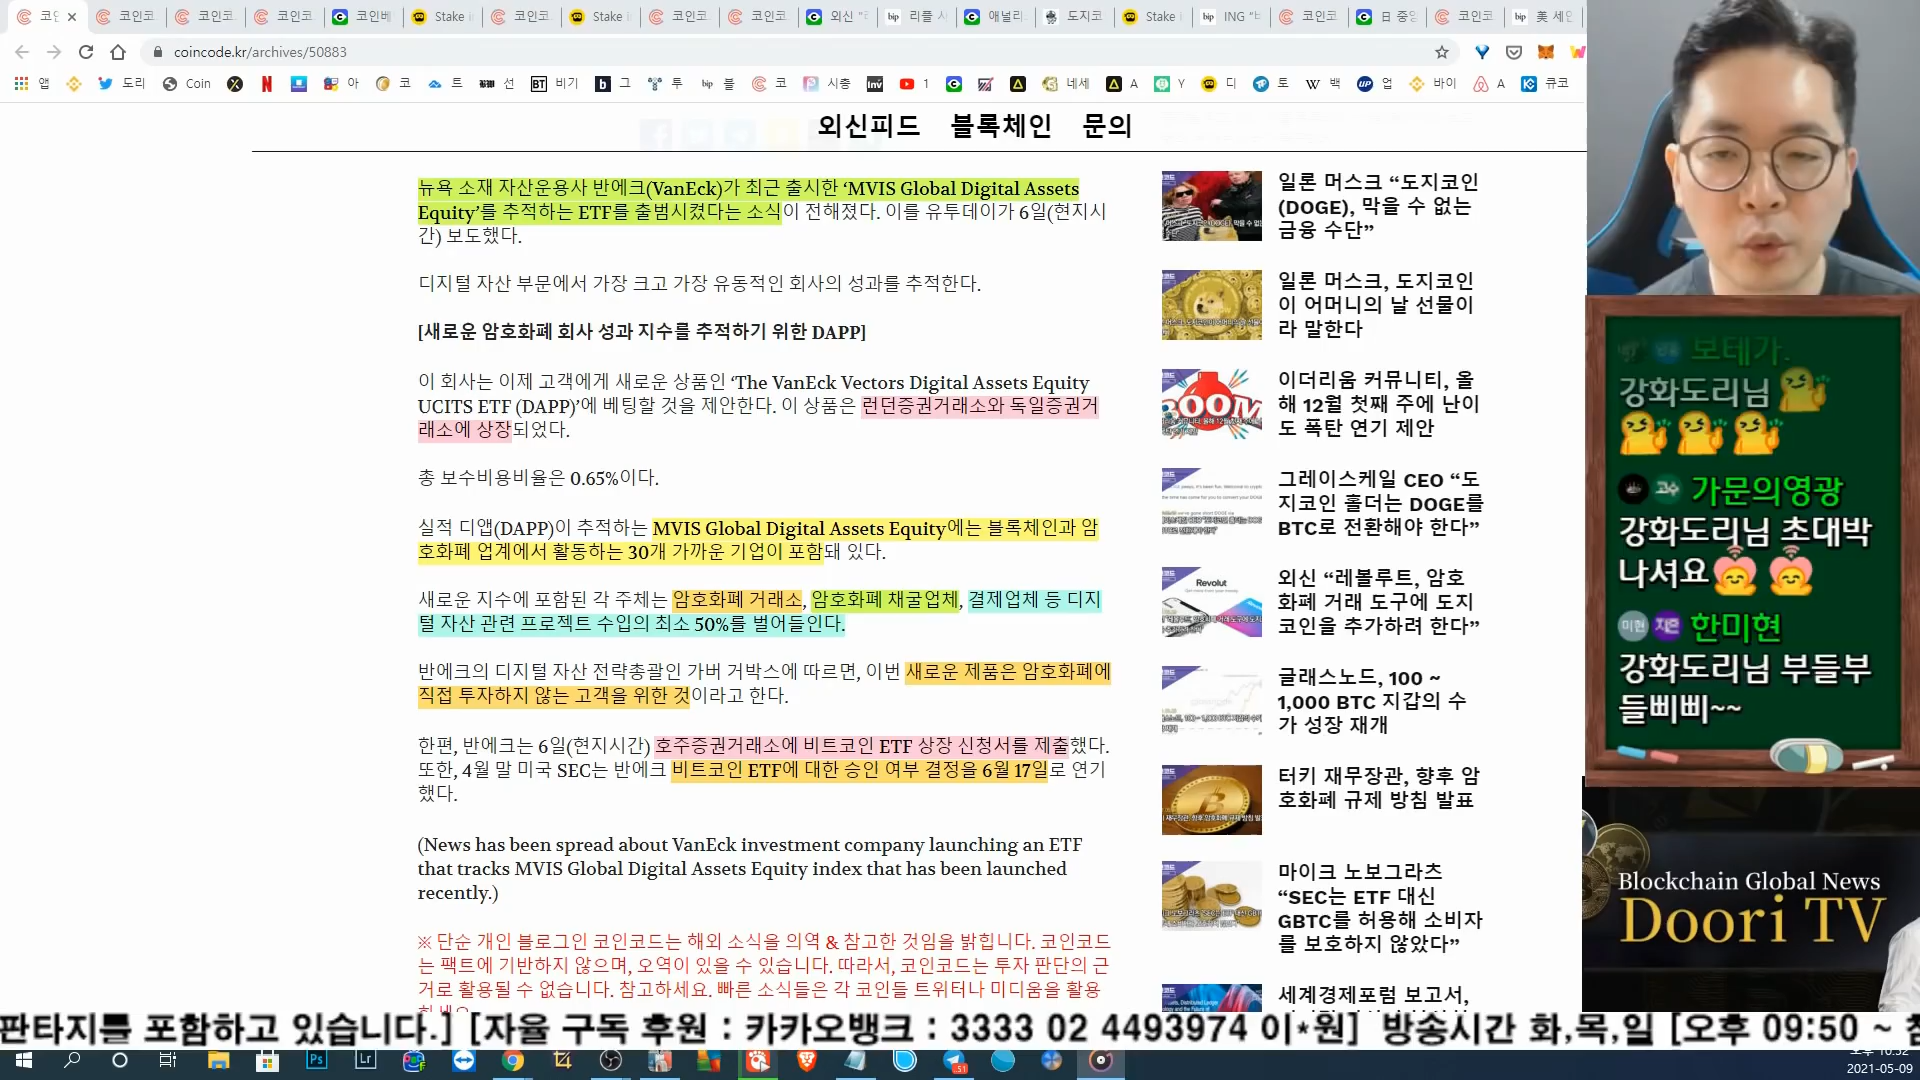 coincode.kr/archives/50883
앱 도리 Coin 코 트 선 비기 그 투 블 코 시총 1 네세 A Y 디 토 백 업 바이 A 큐코
외신피드 블록체인 문의
뉴욕 소재 자산운용사 반에크(VanEck)가 최근 출시한 ‘MVIS Global Digital Assets
Equity’를 추적하는 ETF를 출범시켰다는 소식이 전해졌다. 이를 유투데이가 6일(현지시
간) 보도했다.
디지털 자산 부문에서 가장 크고 가장 유동적인 회사의 성과를 추적한다.
[새로운 암호화폐 회사 성과 지수를 추적하기 위한 DAPP]
이 회사는 이제 고객에게 새로운 상품인 ‘The VanEck Vectors Digital Assets Equity
UCITS ETF (DAPP)’에 베팅할 것을 제안한다. 이 상품은 런던증권거래소와 독일증권거
래소에 상장되었다.
총 보수비용비율은 0.65%이다.
실적 디앱(DAPP)이 추적하는 MVIS Global Digital Assets Equity에는 블록체인과 암
호화폐 업계에서 활동하는 30개 가까운 기업이 포함돼 있다.
새로운 지수에 포함된 각 주체는 암호화폐 거래소, 암호화폐 채굴업체, 결제업체 등 디지
털 자산 관련 프로젝트 수입의 최소 50%를 벌어들인다.
반에크의 디지털 자산 전략총괄인 가버 거박스에 따르면, 이번 새로운 제품은 암호화폐에
직접 투자하지 않는 고객을 위한 것이라고 한다.
한편, 반에크는 6일(현지시간) 호주증권거래소에 비트코인 ETF 상장 신청서를 제출했다.
또한, 4월 말 미국 SEC는 반에크 비트코인 ETF에 대한 승인 여부 결정을 6월 17일로 연기
했다.
(News has been spread about VanEck investment company launching an ETF
that tracks MVIS Global Digital Assets Equity index that has been launched
recently.)
※ 단순 개인 블로그인 코인코드는 해외 소식을 의역 & 참고한 것임을 밝힙니다. 코인코드
는 팩트에 기반하지 않으며, 오역이 있을 수 있습니다. 따라서, 코인코드는 투자 판단의 근
거로 활용될 수 없습니다. 참고하세요. 빠른 소식들은 각 코인들 트위터나 미디움을 활용
일론 머스크 “도지코인
(DOGE), 막을 수 없는
금융 수단”
일론 머스크, 도지코인
이 어머니의 날 선물이
라 말한다
이더리움 커뮤니티, 올
해 12월 첫째 주에 난이
도 폭탄 연기 제안
그레이스케일 CEO “도
지코인 홀더는 DOGE를
BTC로 전환해야 한다”
Revolut
외신 “레볼루트, 암호
화폐 거래 도구에 도지
코인을 추가하려 한다”
글래스노드, 100 ~
1,000 BTC 지갑의 수
가 성장 재개
터키 재무장관, 향후 암
호화폐 규제 방침 발표
마이크 노보그라츠
“SEC는 ETF 대신
GBTC를 허용해 소비자
를 보호하지 않았다”
세계경제포럼 보고서,
보테가.
강화도리님
고수 가문의영광
강화도리님 초대박
나셔요
미현 한미현
강화도리님 부들부
들삐삐~~
Blockchain Global News
Doori TV
판타지를 포함하고 있습니다.] [자율 구독 후원 : 카카오뱅크 : 3333 02 4493974 이*원] 방송시간 화,목,일 [오후 09:50 ~
2021-05-09